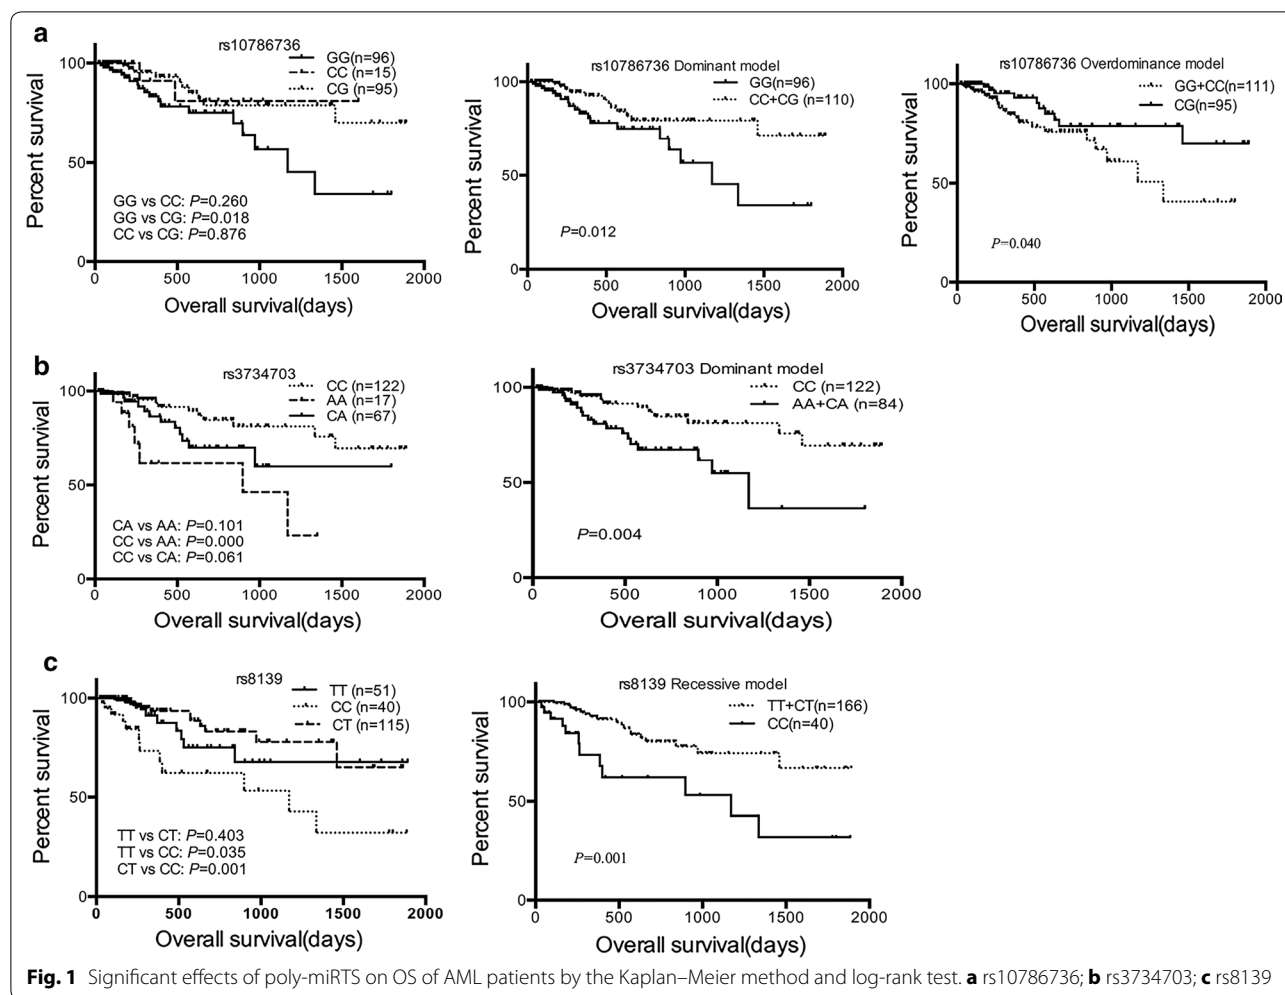 a
rs10786736
GG(n=96)
CC(n=15)
CG(n=95)
Percent survival
100
50
0
GG vs CC: P=0.260
GG vs CG: P=0.018
CC vs CG: P=0.876
0 500 1000 1500 2000
Overall survival(days)
rs10786736 Dominant model
GG(n=96)
CC+CG (n=110)
Percent survival
100
50
0
P=0.012
0 500 1000 1500 2000
Overall survival(days)
rs10786736 Overdominance model
GG+CC(n=111)
CG(n=95)
Percent survival
100
50
0
P=0.040
0 500 1000 1500 2000
Overall survival(days)
b
rs3734703
CC (n=122)
AA (n=17)
CA (n=67)
Percent survival
100
50
0
CA vs AA: P=0.101
CC vs AA: P=0.000
CC vs CA: P=0.061
0 500 1000 1500 2000
Overall survival(days)
rs3734703 Dominant model
CC (n=122)
AA+CA (n=84)
Percent survival
100
50
0
P=0.004
0 500 1000 1500 2000
Overall survival(days)
c
rs8139
TT (n=51)
CC (n=40)
CT (n=115)
Percent survival
100
50
0
TT vs CT: P=0.403
TT vs CC: P=0.035
CT vs CC: P=0.001
0 500 1000 1500 2000
Overall survival(days)
rs8139 Recessive model
TT+CT(n=166)
CC(n=40)
Percent survival
100
50
0
P=0.001
0 500 1000 1500 2000
Overall survival(days)
Fig. 1 Significant effects of poly-miRTS on OS of AML patients by the Kaplan–Meier method and log-rank test. a rs10786736; b rs3734703; c rs8139